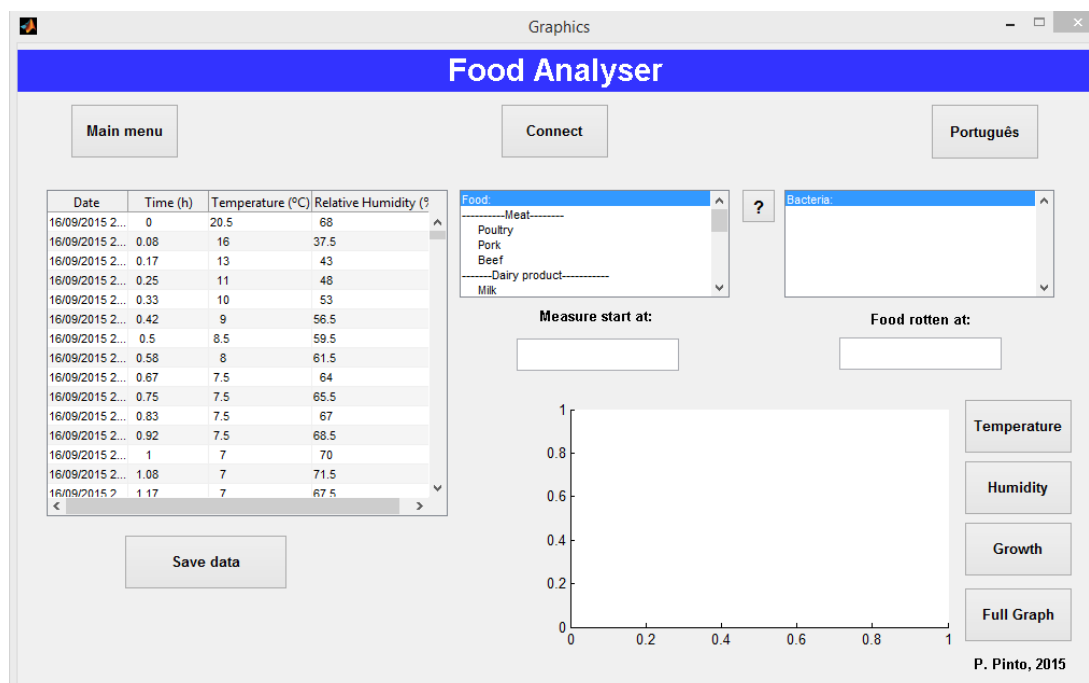 Graphics
Food Analyser
Main menu
Connect
Português
Date Time (h) Temperature (ºC) Relative Humidity (%
16/09/2015 2... 0 20.5 68
16/09/2015 2... 0.08 16 37.5
16/09/2015 2... 0.17 13 43
16/09/2015 2... 0.25 11 48
16/09/2015 2... 0.33 10 53
16/09/2015 2... 0.42 9 56.5
16/09/2015 2... 0.5 8.5 59.5
16/09/2015 2... 0.58 8 61.5
16/09/2015 2... 0.67 7.5 64
16/09/2015 2... 0.75 7.5 65.5
16/09/2015 2... 0.83 7.5 67
16/09/2015 2... 0.92 7.5 68.5
16/09/2015 2... 1 7 70
16/09/2015 2... 1.08 7 71.5
16/09/2015 2 1.17 7 67.5
Save data
Food:
----------Meat--------
Poultry
Pork
Beef
-------Dairy product-----------
Milk
?
Bacteria:
Measure start at:
Food rotten at:
1
0.8
0.6
0.4
0.2
0
0 0.2 0.4 0.6 0.8 1
Temperature
Humidity
Growth
Full Graph
P. Pinto, 2015